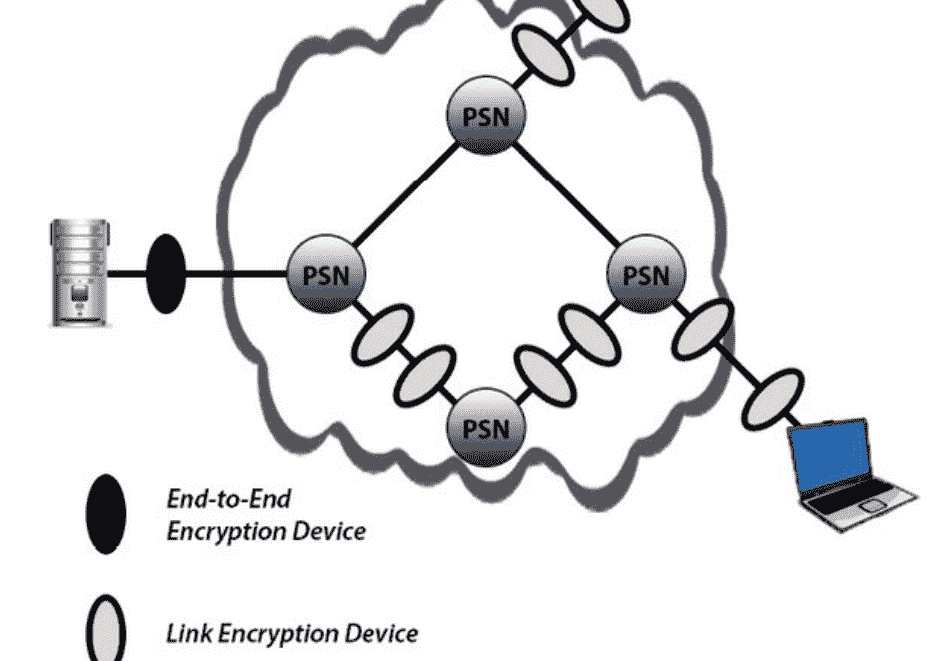 PSN
PSN
PSN
PSN
End-to-End
Encryption Device
Link Encryption Device